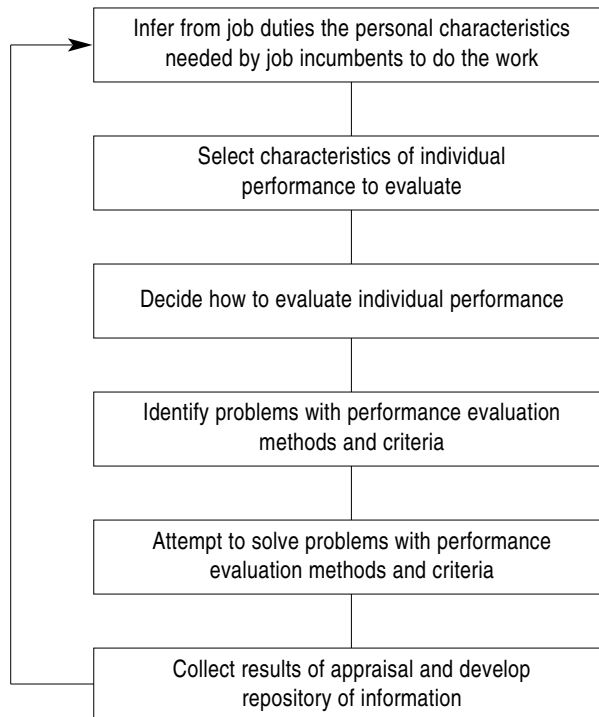 Infer from job duties the personal characteristics
needed by job incumbents to do the work
Select characteristics of individual
performance to evaluate
Decide how to evaluate individual performance
Identify problems with performance evaluation
methods and criteria
Attempt to solve problems with performance
evaluation methods and criteria
Collect results of appraisal and develop
repository of information